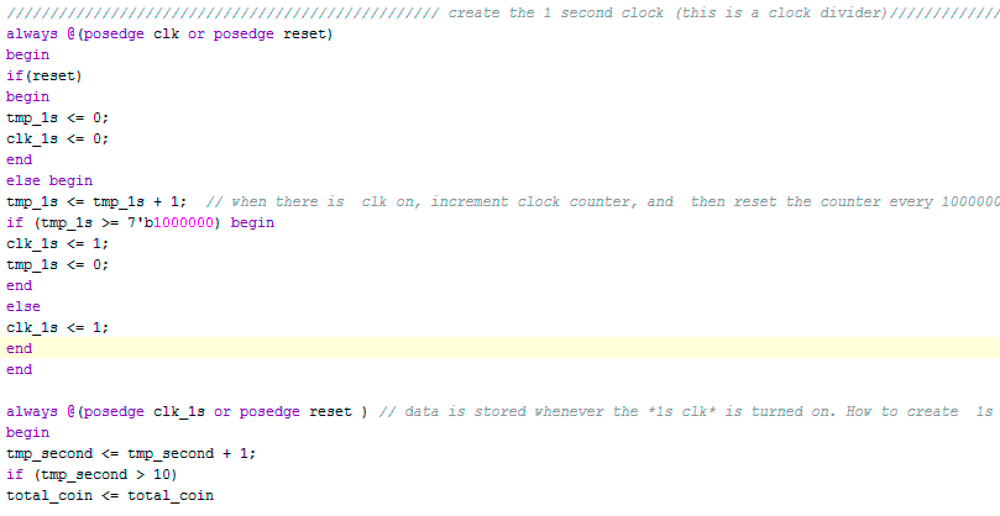 ////////////////////////////////////////////////// create the 1 second clock (this is a clock divider)/////////////
always @(posedge clk or posedge reset)
begin
if(reset)
begin
tmp_1s <= 0;
clk_1s <= 0;
end
else begin
tmp_1s <= tmp_1s + 1;  // when there is  clk on, increment clock counter, and  then reset the counter every 1000000
if (tmp_1s >= 7'b1000000) begin
clk_1s <= 1;
tmp_1s <= 0;
end
else
clk_1s <= 1;
end
end
always @(posedge clk_1s or posedge reset ) // data is stored whenever the *1s clk* is turned on. How to create  1s
begin
tmp_second <= tmp_second + 1;
if (tmp_second > 10)
total_coin <= total_coin